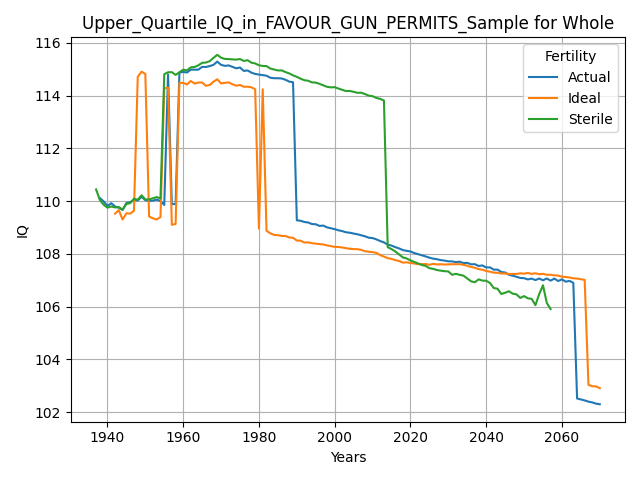 Upper_Quartile_IQ_in_FAVOUR_GUN_PERMITS_Sample for Whole
Fertility
Actual
Ideal
Sterile
IQ
116
114
112
110
108
106
104
102
1940 1960 1980 2000 2020 2040 2060
Years